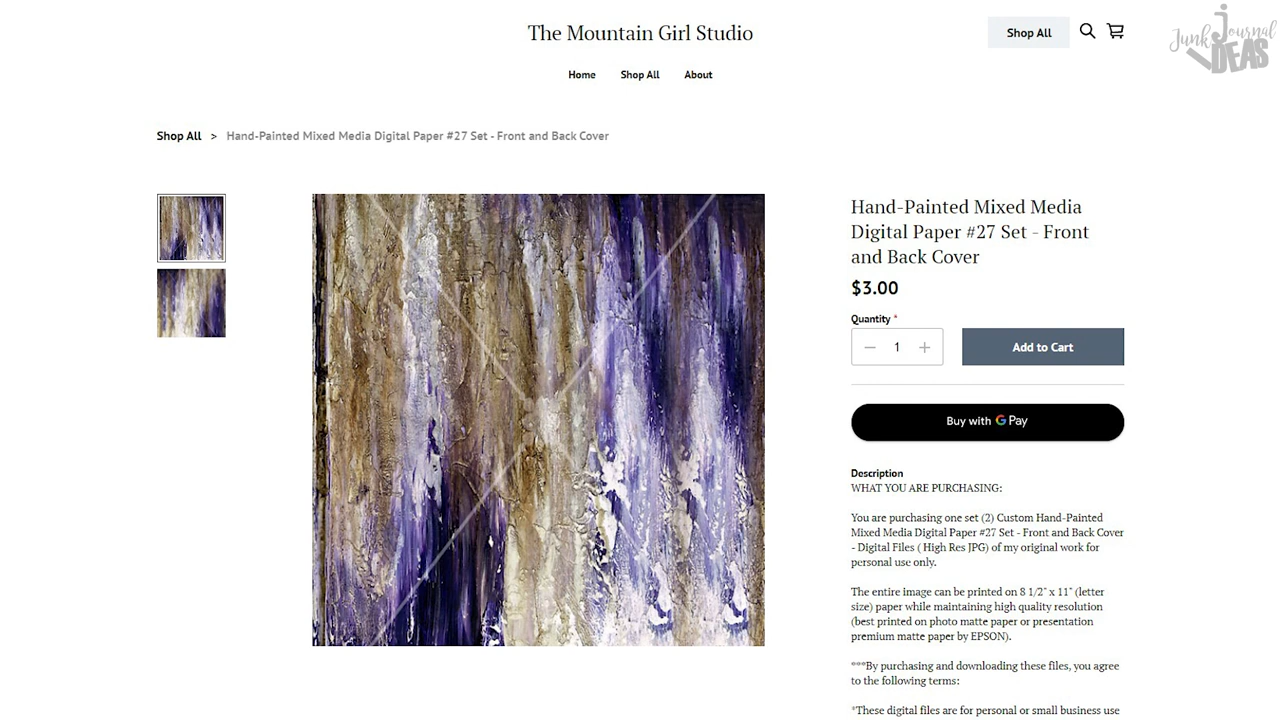 The Mountain Girl Studio
Shop All
Junk Journal
IDEAS
Home Shop All About
Shop All > Hand-Painted Mixed Media Digital Paper #27 Set - Front and Back Cover
Hand-Painted Mixed Media
Digital Paper #27 Set - Front
and Back Cover
$3.00
Quantity *
− 1 +
Add to Cart
Buy with G Pay
Description
WHAT YOU ARE PURCHASING:
You are purchasing one set (2) Custom Hand-Painted
Mixed Media Digital Paper #27 Set - Front and Back Cover
- Digital Files ( High Res JPG) of my original work for
personal use only.
The entire image can be printed on 8 1/2" x 11" (letter
size) paper while maintaining high quality resolution
(best printed on photo matte paper or presentation
premium matte paper by EPSON).
***By purchasing and downloading these files, you agree
to the following terms:
*These digital files are for personal or small business use